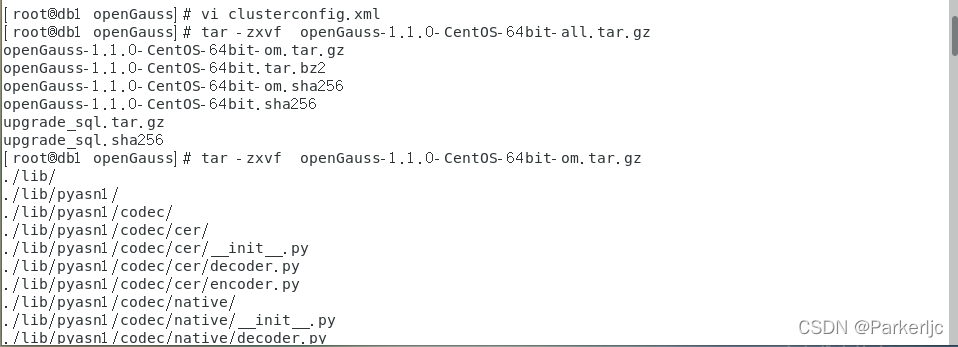 [root@db1 openGauss]# vi clusterconfig.xml
[root@db1 openGauss]# tar -zxvf  openGauss-1.1.0-CentOS-64bit-all.tar.gz
openGauss-1.1.0-CentOS-64bit-om.tar.gz
openGauss-1.1.0-CentOS-64bit.tar.bz2
openGauss-1.1.0-CentOS-64bit-om.sha256
openGauss-1.1.0-CentOS-64bit.sha256
upgrade_sql.tar.gz
upgrade_sql.sha256
[root@db1 openGauss]# tar -zxvf  openGauss-1.1.0-CentOS-64bit-om.tar.gz
./lib/
./lib/pyasn1/
./lib/pyasn1/codec/
./lib/pyasn1/codec/cer/
./lib/pyasn1/codec/cer/__init__.py
./lib/pyasn1/codec/cer/decoder.py
./lib/pyasn1/codec/cer/encoder.py
./lib/pyasn1/codec/native/
./lib/pyasn1/codec/native/__init__.py
./lib/pyasn1/codec/native/decoder.py
CSDN @Parkerljc